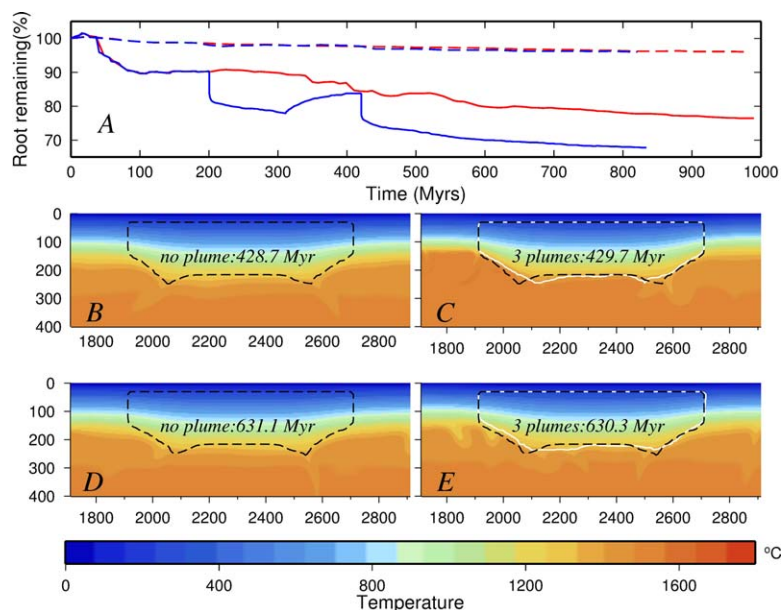 Root remaining(%)
100
90
80
70
A
0 100 200 300 400 500 600 700 800 900 1000
Time (Myrs)
0
100
200
300
400
no plume:428.7 Myr
B
1800 2000 2200 2400 2600 2800
3 plumes:429.7 Myr
C
1800 2000 2200 2400 2600 2800
0
100
200
300
400
no plume:631.1 Myr
D
1800 2000 2200 2400 2600 2800
3 plumes:630.3 Myr
E
1800 2000 2200 2400 2600 2800
ºC
0 400 800 1200 1600
Temperature